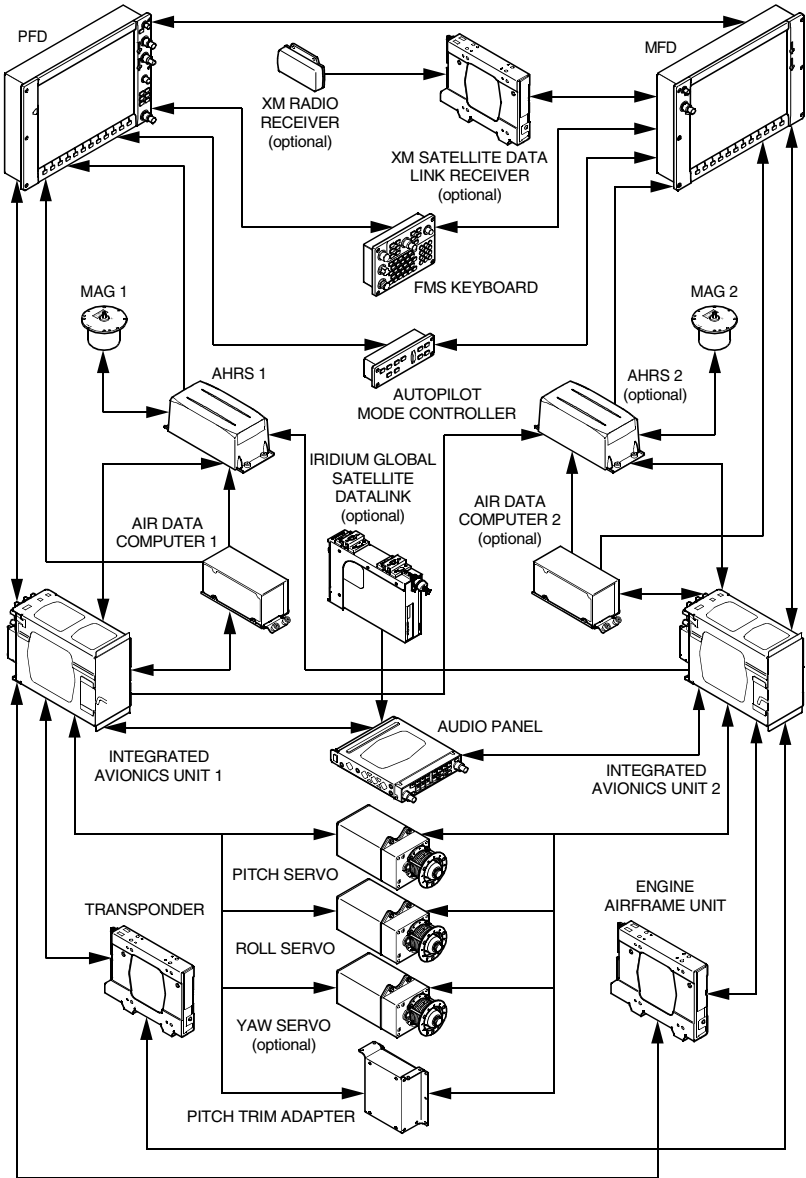 PFD
MFD
XM RADIO
RECEIVER
(optional)
XM SATELLITE DATA
LINK RECEIVER
(optional)
FMS KEYBOARD
MAG 1
MAG 2
AHRS 1
AUTOPILOT
MODE CONTROLLER
AHRS 2
(optional)
IRIDIUM GLOBAL
SATELLITE
DATALINK
(optional)
AIR DATA
COMPUTER 1
AIR DATA
COMPUTER 2
(optional)
INTEGRATED
AVIONICS UNIT 1
AUDIO PANEL
INTEGRATED
AVIONICS UNIT 2
PITCH SERVO
TRANSPONDER
ENGINE
AIRFRAME UNIT
ROLL SERVO
YAW SERVO
(optional)
PITCH TRIM ADAPTER